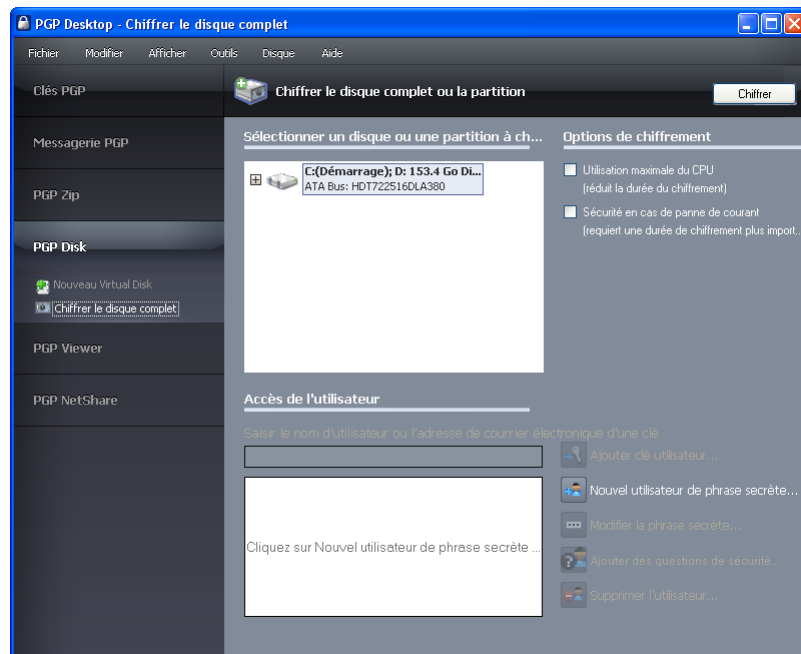 PGP Desktop - Chiffrer le disque complet
Fichier Modifier Afficher Outils Disque Aide
Clés PGP
Chiffrer le disque complet ou la partition
Chiffrer
Messagerie PGP
PGP Zip
PGP Disk
Nouveau Virtual Disk
Chiffrer le disque complet
PGP Viewer
PGP NetShare
Sélectionner un disque ou une partition à ch...
C:(Démarrage); D: 153.4 Go Di...
ATA Bus: HDT722516DLA380
Options de chiffrement
Utilisation maximale du CPU
(réduit la durée du chiffrement)
Sécurité en cas de panne de courant
(requiert une durée de chiffrement plus import...
Accès de l'utilisateur
Saisir le nom d'utilisateur ou l'adresse de courrier électronique d'une clé
Cliquez sur Nouvel utilisateur de phrase secrète ...
Ajouter clé utilisateur...
Nouvel utilisateur de phrase secrète...
Modifier la phrase secrète...
Ajouter des questions de sécurité...
Supprimer l'utilisateur...